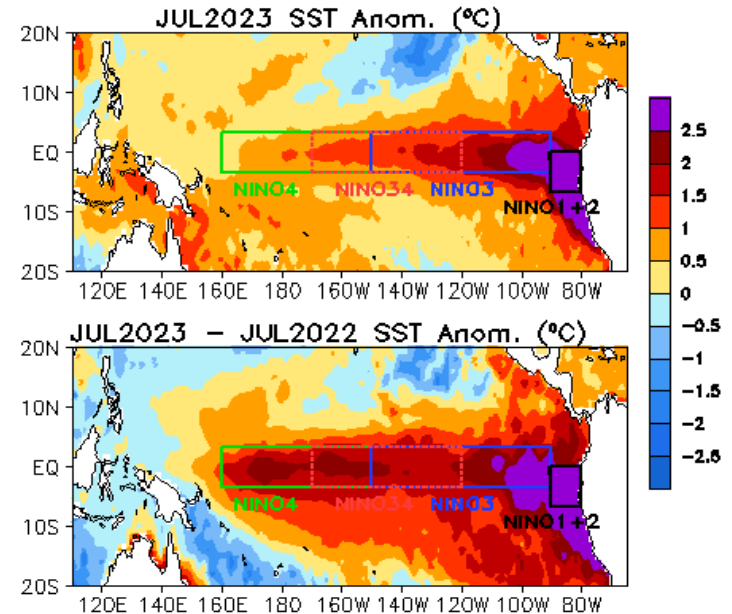 JUL2023 SST Anom. (ºC)
20N
10N
EQ
10S
20S
NINO4
NINO34
NINO3
NINO1+2
120E 140E 160E 180 160W 140W 120W 100W 80W
2.5
2
1.5
1
0.5
0
-0.5
-1
-1.5
-2
-2.5
JUL2023 - JUL2022 SST Anom. (ºC)
20N
10N
EQ
10S
20S
NINO4
NINO34
NINO3
NINO1+2
120E 140E 160E 180 160W 140W 120W 100W 80W